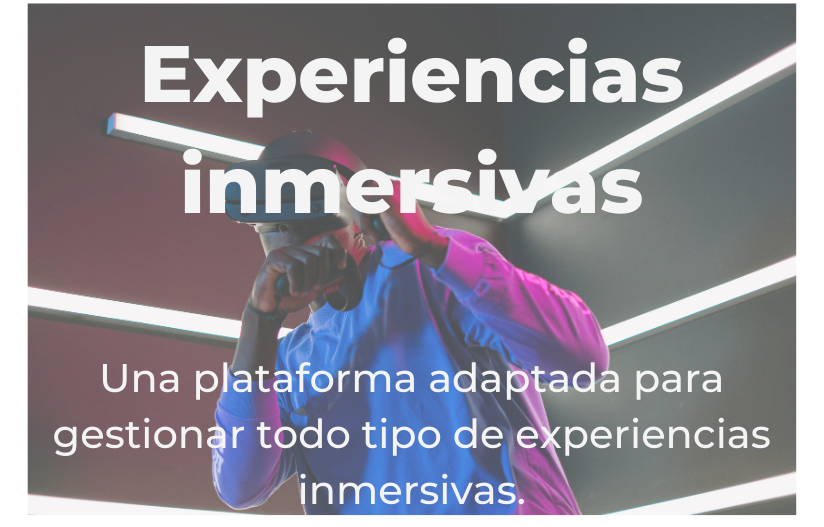 Experiencias
inmersivas
Una plataforma adaptada para
gestionar todo tipo de experiencias
inmersivas.